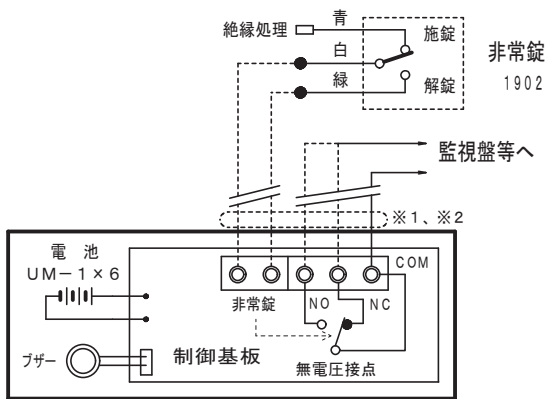 青
絶縁処理
白
緑
施錠
解錠
非常錠
1902
監視盤等へ
※1、※2
電 池
UM-1×6
COM
非常錠
NO
NC
ブザー
制御基板
無電圧接点